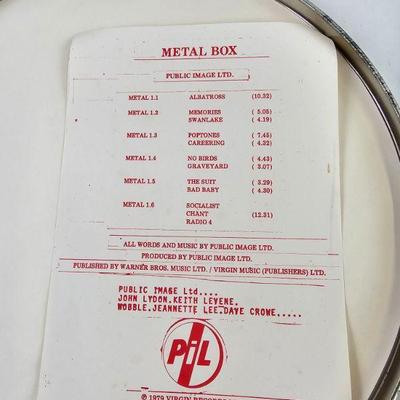 METAL BOX
PUBLIC IMAGE LTD.
METAL 1.1 ALBATROSS (10.32)
METAL 1.2 MEMORIES ( 5.05)
SWANLAKE ( 4.19)
METAL 1.3 POPTONES ( 7.45)
CAREERING ( 4.32)
METAL 1.4 NO BIRDS ( 4.43)
GRAVEYARD ( 3.07)
METAL 1.5 THE SUIT ( 3.29)
BAD BABY ( 4.30)
METAL 1.6 SOCIALIST
CHANT (12.31)
RADIO 4
ALL WORDS AND MUSIC BY PUBLIC IMAGE LTD.
PRODUCED BY PUBLIC IMAGE LTD.
PUBLISHED BY WARNER BROS. MUSIC LTD. / VIRGIN MUSIC (PUBLISHERS) LTD.
PUBLIC IMAGE Ltd....
JOHN LYDON.KEITH LEVENE.
WOBBLE.JEANNETTE LEE.DAVE CROWE.....
PiL
℗ 1979 VIRGIN RECORDS